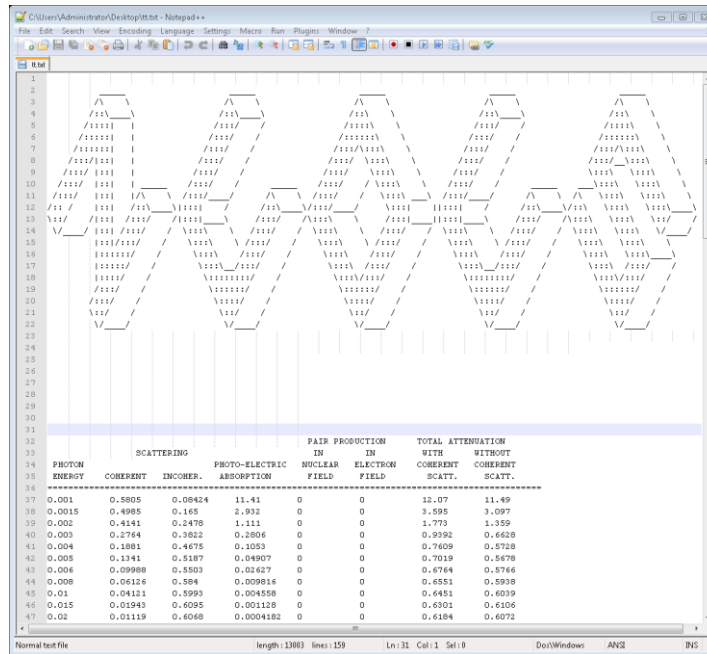 C:\Users\Administrator\Desktop\tt.txt - Notepad++
File Edit Search View Encoding Language Settings Macro Run Plugins Window ?
tt.txt
PAIR PRODUCTION TOTAL ATTENUATION
SCATTERING IN IN WITH WITHOUT
PHOTON PHOTO-ELECTRIC NUCLEAR ELECTRON COHERENT COHERENT
ENERGY COHERENT INCOHER. ABSORPTION FIELD FIELD SCATT. SCATT.
0.001 0.5805 0.08424 11.41 0 0 12.07 11.49
0.0015 0.4985 0.165 2.932 0 0 3.595 3.097
0.002 0.4141 0.2478 1.111 0 0 1.773 1.359
0.003 0.2764 0.3822 0.2806 0 0 0.9392 0.6628
0.004 0.1881 0.4675 0.1053 0 0 0.7609 0.5728
0.005 0.1341 0.5187 0.04907 0 0 0.7019 0.5678
0.006 0.09988 0.5503 0.02627 0 0 0.6764 0.5766
0.008 0.06126 0.584 0.009816 0 0 0.6551 0.5938
0.01 0.04121 0.5993 0.004558 0 0 0.6451 0.6039
0.015 0.01943 0.6095 0.001128 0 0 0.6301 0.6106
0.02 0.01119 0.6068 0.0004182 0 0 0.6184 0.6072
Normal text file length : 13003 lines : 159 Ln : 31 Col : 1 Sel : 0 Dos\Windows ANSI INS